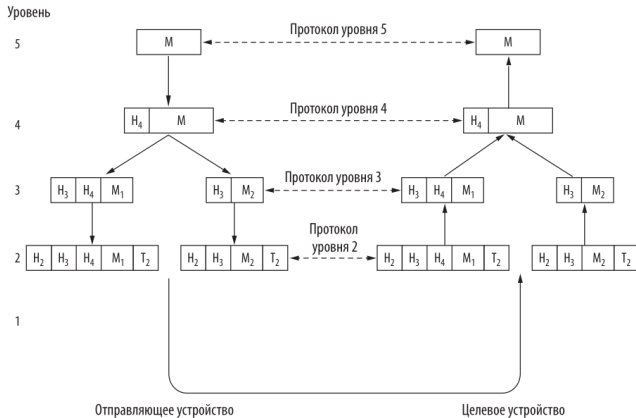 Уровень
5 M Протокол уровня 5 M
4 H₄ M Протокол уровня 4 H₄ M
3 H₃ H₄ M₁ H₃ M₂ Протокол уровня 3 H₃ H₄ M₁ H₃ M₂
Протокол
уровня 2
2 H₂ H₃ H₄ M₁ T₂ H₂ H₃ M₂ T₂ H₂ H₃ H₄ M₁ T₂ H₂ H₃ M₂ T₂
1
Отправляющее устройство Целевое устройство